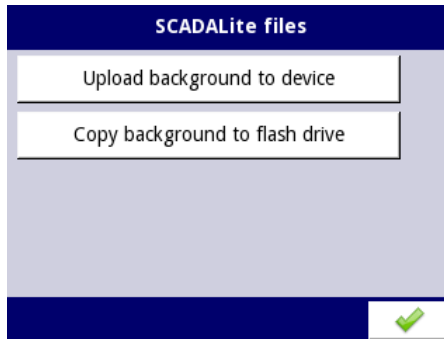 SCADALite files
Upload background to device
Copy background to flash drive